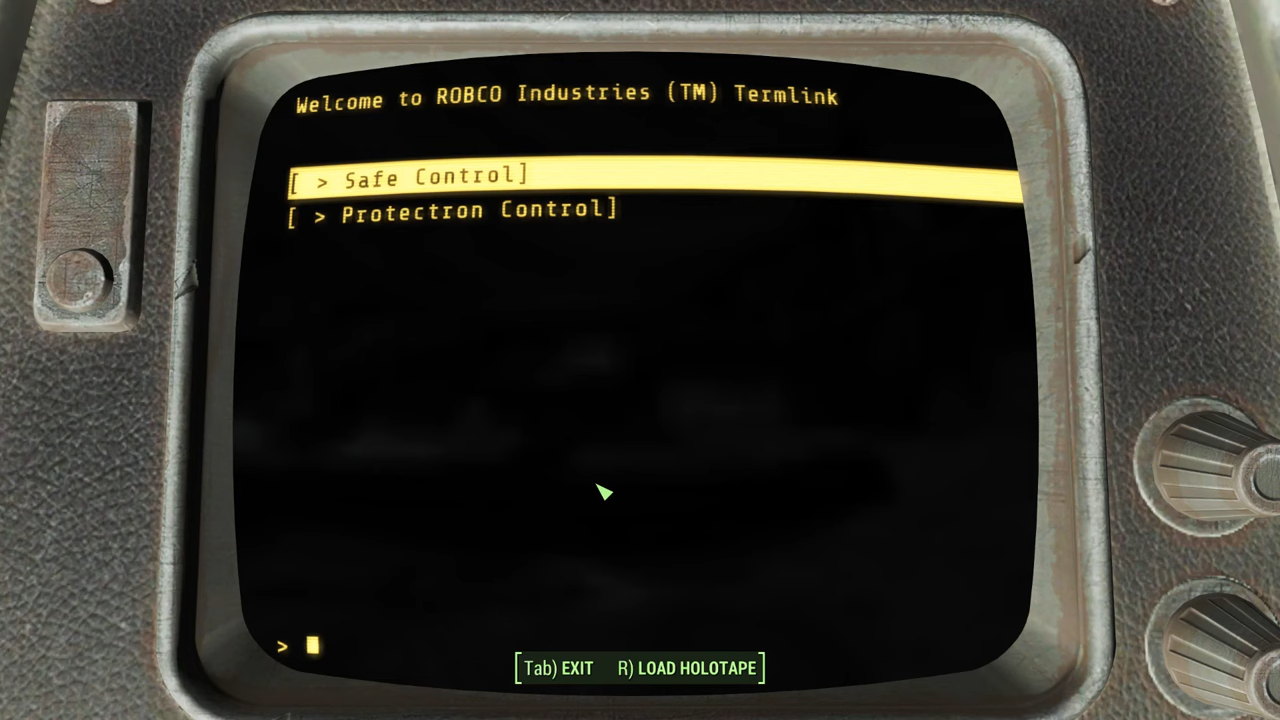 Welcome to ROBCO Industries (TM) Termlink
[ > Safe Control]
[ > Protectron Control]
>
[Tab) EXIT R) LOAD HOLOTAPE]